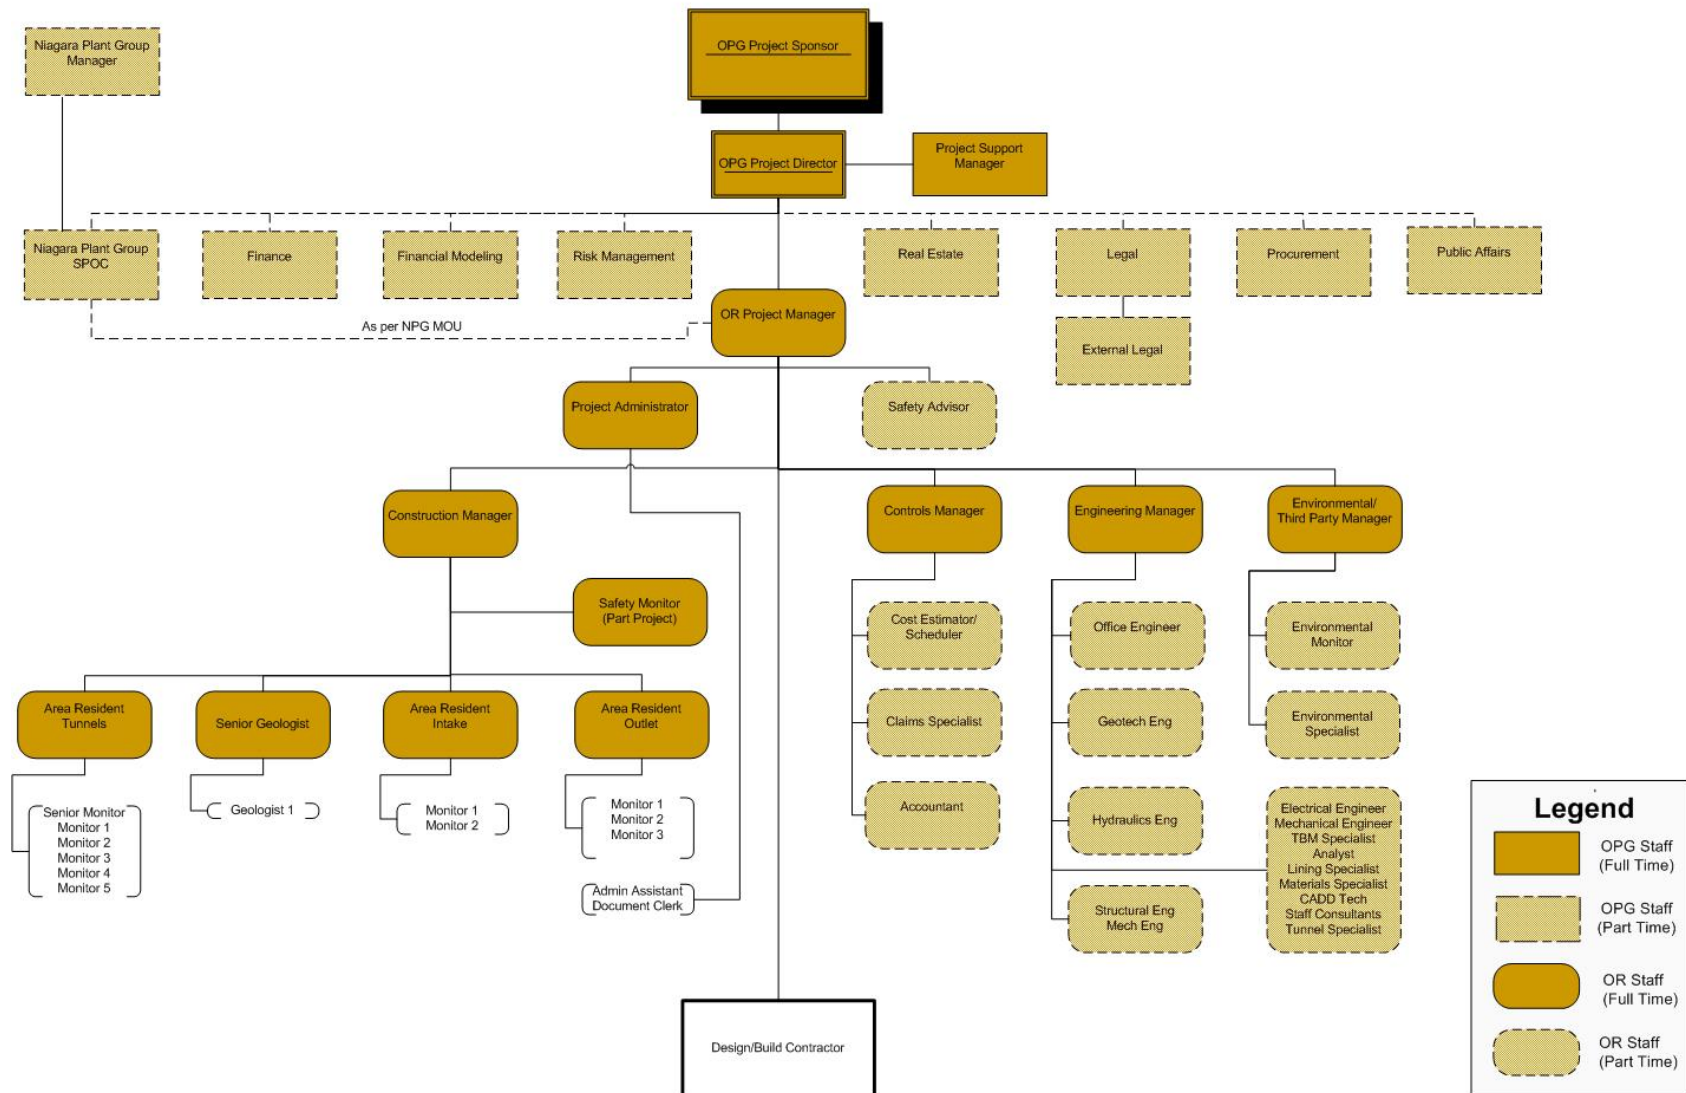 OPG Project Sponsor
Niagara Plant Group
Manager
OPG Project Director
Project Support
Manager
Niagara Plant Group
SPOC
Finance
Financial Modeling
Risk Management
Real Estate
Legal
Procurement
Public Affairs
As per NPG MOU
OR Project Manager
External Legal
Project Administrator
Safety Advisor
Construction Manager
Controls Manager
Engineering Manager
Environmental/
Third Party Manager
Safety Monitor
(Part Project)
Cost Estimator/
Scheduler
Office Engineer
Environmental
Monitor
Area Resident
Tunnels
Senior Geologist
Area Resident
Intake
Area Resident
Outlet
Claims Specialist
Geotech Eng
Environmental
Specialist
Senior Monitor
Monitor 1
Monitor 2
Monitor 3
Monitor 4
Monitor 5
Geologist 1
Monitor 1
Monitor 2
Monitor 1
Monitor 2
Monitor 3
Admin Assistant
Document Clerk
Accountant
Hydraulics Eng
Electrical Engineer
Mechanical Engineer
TBM Specialist
Analyst
Lining Specialist
Materials Specialist
CADD Tech
Staff Consultants
Tunnel Specialist
Structural Eng
Mech Eng
Design/Build Contractor
Legend
OPG Staff
(Full Time)
OPG Staff
(Part Time)
OR Staff
(Full Time)
OR Staff
(Part Time)